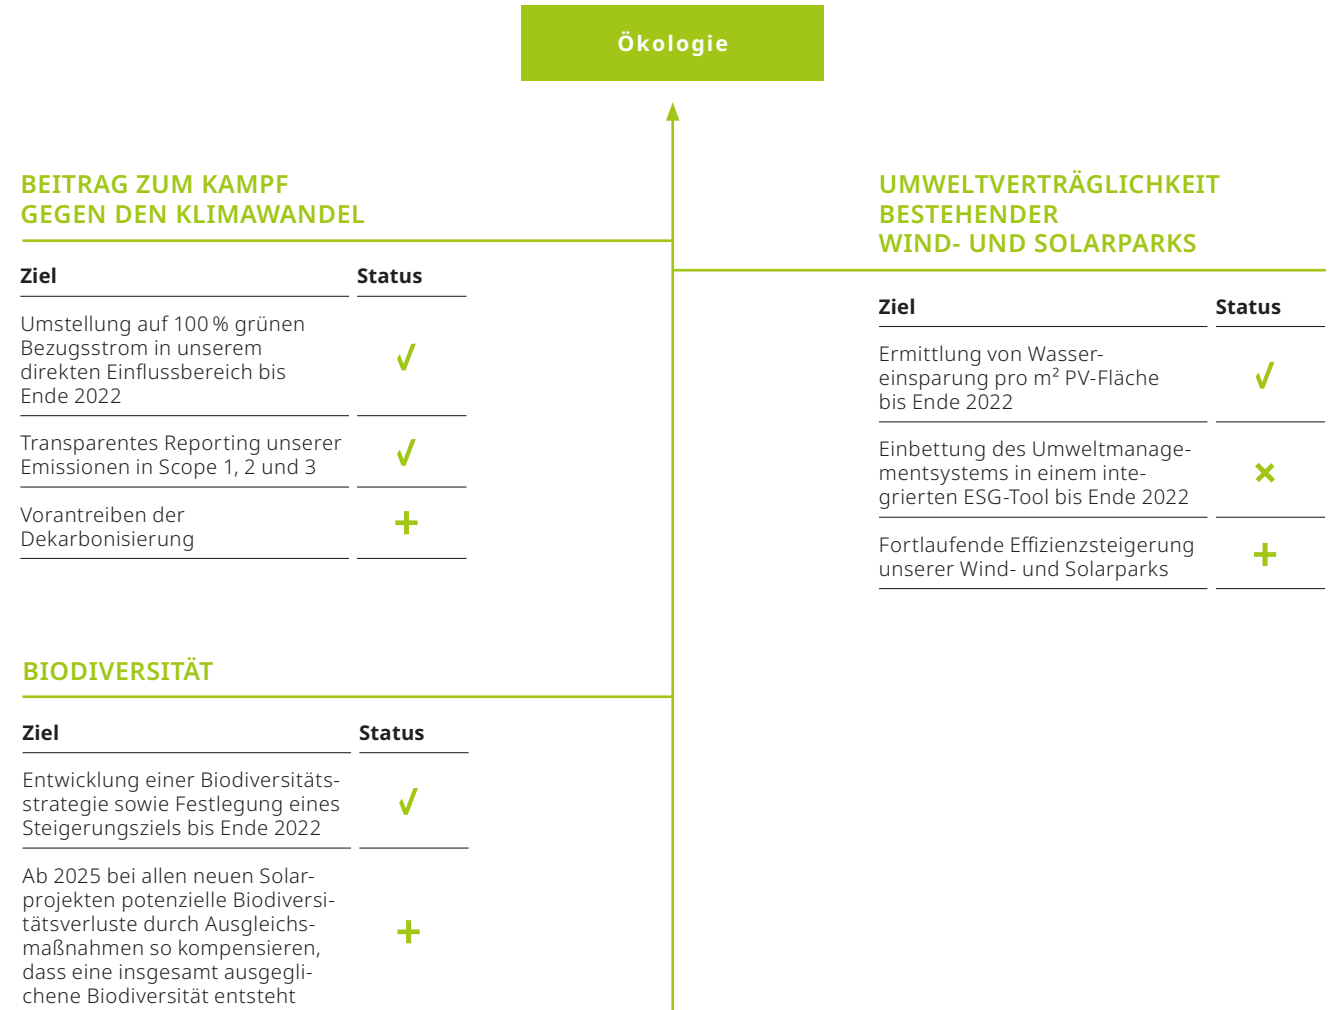 Ökologie
BEITRAG ZUM KAMPF
GEGEN DEN KLIMAWANDEL
Ziel Status
Umstellung auf 100 % grünen
Bezugsstrom in unserem
direkten Einflussbereich bis
Ende 2022
√
Transparentes Reporting unserer
Emissionen in Scope 1, 2 und 3
√
Vorantreiben der
Dekarbonisierung
+
UMWELTVERTRÄGLICHKEIT
BESTEHENDER
WIND- UND SOLARPARKS
Ziel Status
Ermittlung von Wasser-
einsparung pro m² PV-Fläche
bis Ende 2022
√
Einbettung des Umweltmanage-
mentsystems in einem inte-
grierten ESG-Tool bis Ende 2022
×
Fortlaufende Effizienzsteigerung
unserer Wind- und Solarparks
+
BIODIVERSITÄT
Ziel Status
Entwicklung einer Biodiversitäts-
strategie sowie Festlegung eines
Steigerungsziels bis Ende 2022
√
Ab 2025 bei allen neuen Solar-
projekten potenzielle Biodiversi-
tätsverluste durch Ausgleichs-
maßnahmen so kompensieren,
dass eine insgesamt ausgegli-
chene Biodiversität entsteht
+